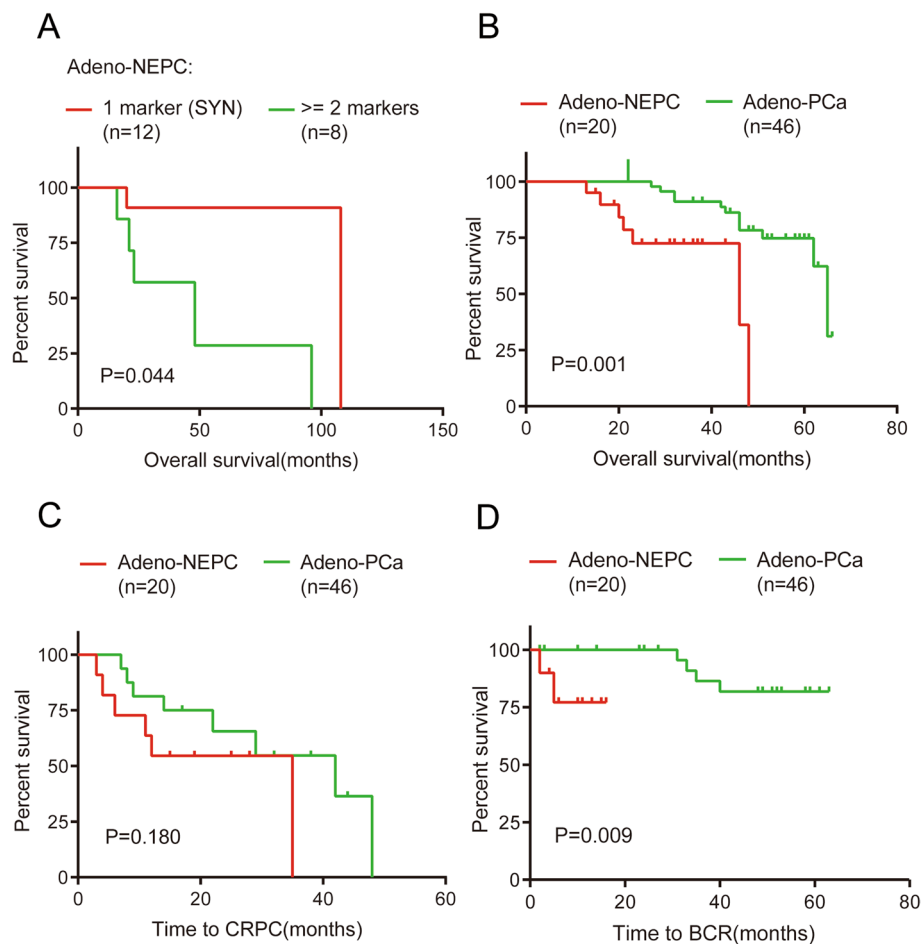 A
Adeno-NEPC:
1 marker (SYN)
(n=12)
>= 2 markers
(n=8)
100
75
50
25
0
Percent survival
P=0.044
0
50
100
150
Overall survival(months)
B
Adeno-NEPC
(n=20)
Adeno-PCa
(n=46)
100
75
50
25
0
Percent survival
P=0.001
0
20
40
60
80
Overall survival(months)
C
Adeno-NEPC
(n=20)
Adeno-PCa
(n=46)
100
75
50
25
0
Percent survival
P=0.180
0
20
40
60
Time to CRPC(months)
D
Adeno-NEPC
(n=20)
Adeno-PCa
(n=46)
100
75
50
25
0
Percent survival
P=0.009
0
20
40
60
80
Time to BCR(months)